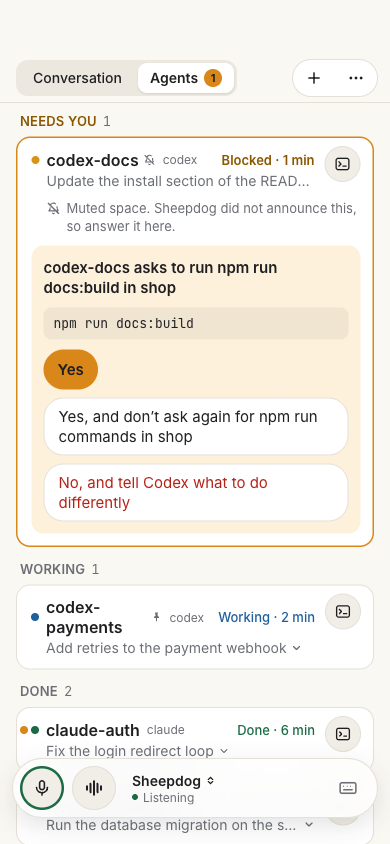 Conversation
Agents 1
NEEDS YOU 1
codex-docs codex Blocked · 1 min
Update the install section of the READ...
Muted space. Sheepdog did not announce this,
so answer it here.
codex-docs asks to run npm run
docs:build in shop
npm run docs:build
Yes
Yes, and don’t ask again for npm run
commands in shop
No, and tell Codex what to do
differently
WORKING 1
codex-
payments codex Working · 2 min
Add retries to the payment webhook
DONE 2
claude-auth claude Done · 6 min
Fix the login redirect loop
Sheepdog
Listening
Run the database migration on the s...